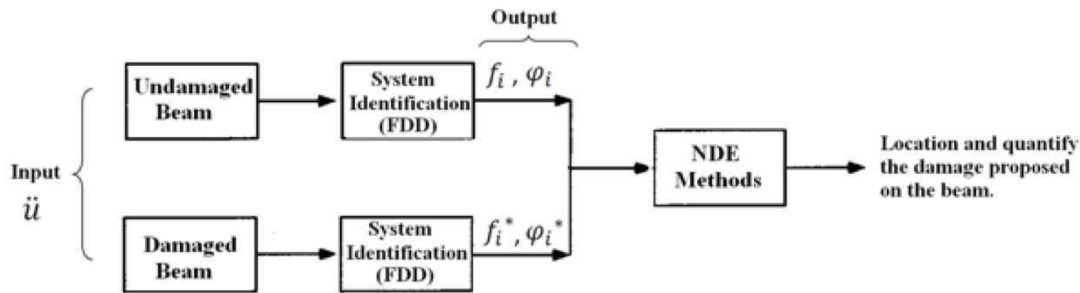 Output
Undamaged
Beam
System
Identification
(FDD)
f_i , φ_i
Input
ü
NDE
Methods
Location and quantify
the damage proposed
on the beam.
Damaged
Beam
System
Identification
(FDD)
f_i*, φ_i*